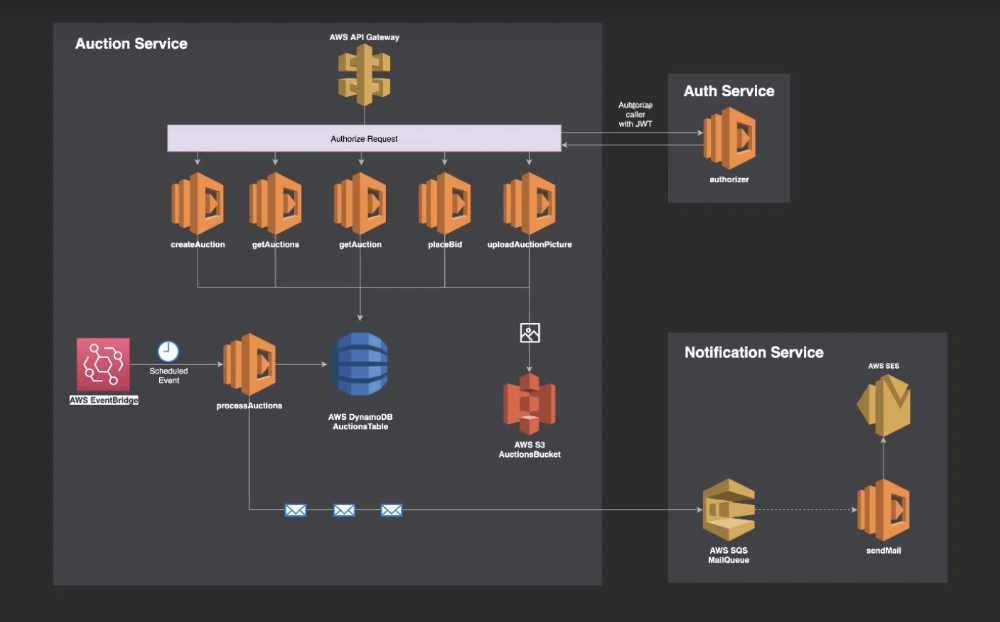 Auction Service
AWS API Gateway
Authorize Request
Authorize
caller
with JWT
Auth Service
authorizer
createAuction
getAuctions
getAuction
placeBid
uploadAuctionPicture
AWS EventBridge
Scheduled
Event
processAuctions
AWS DynamoDB
AuctionsTable
AWS S3
AuctionsBucket
Notification Service
AWS SES
AWS SQS
MailQueue
sendMail